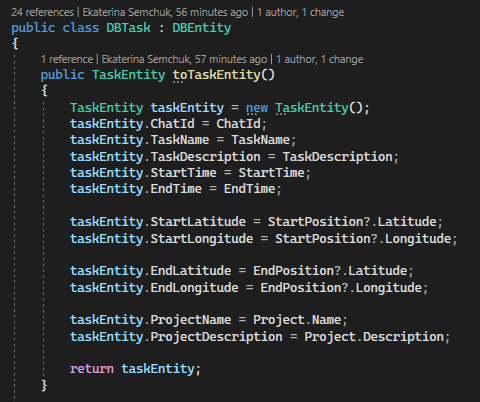 24 references | Ekaterina Semchuk, 56 minutes ago | 1 author, 1 change
public class DBTask : DBEntity
{
1 reference | Ekaterina Semchuk, 57 minutes ago | 1 author, 1 change
public TaskEntity toTaskEntity()
{
TaskEntity taskEntity = new TaskEntity();
taskEntity.ChatId = ChatId;
taskEntity.TaskName = TaskName;
taskEntity.TaskDescription = TaskDescription;
taskEntity.StartTime = StartTime;
taskEntity.EndTime = EndTime;
taskEntity.StartLatitude = StartPosition?.Latitude;
taskEntity.StartLongitude = StartPosition?.Longitude;
taskEntity.EndLatitude = EndPosition?.Latitude;
taskEntity.EndLongitude = EndPosition?.Longitude;
taskEntity.ProjectName = Project.Name;
taskEntity.ProjectDescription = Project.Description;
return taskEntity;
}